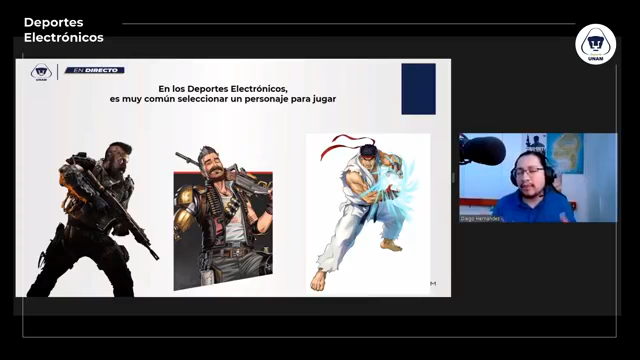 Deportes
Electrónicos
UNAM
UNAM
EN DIRECTO
En los Deportes Electrónicos,
es muy común seleccionar un personaje para jugar
Diego Hernández